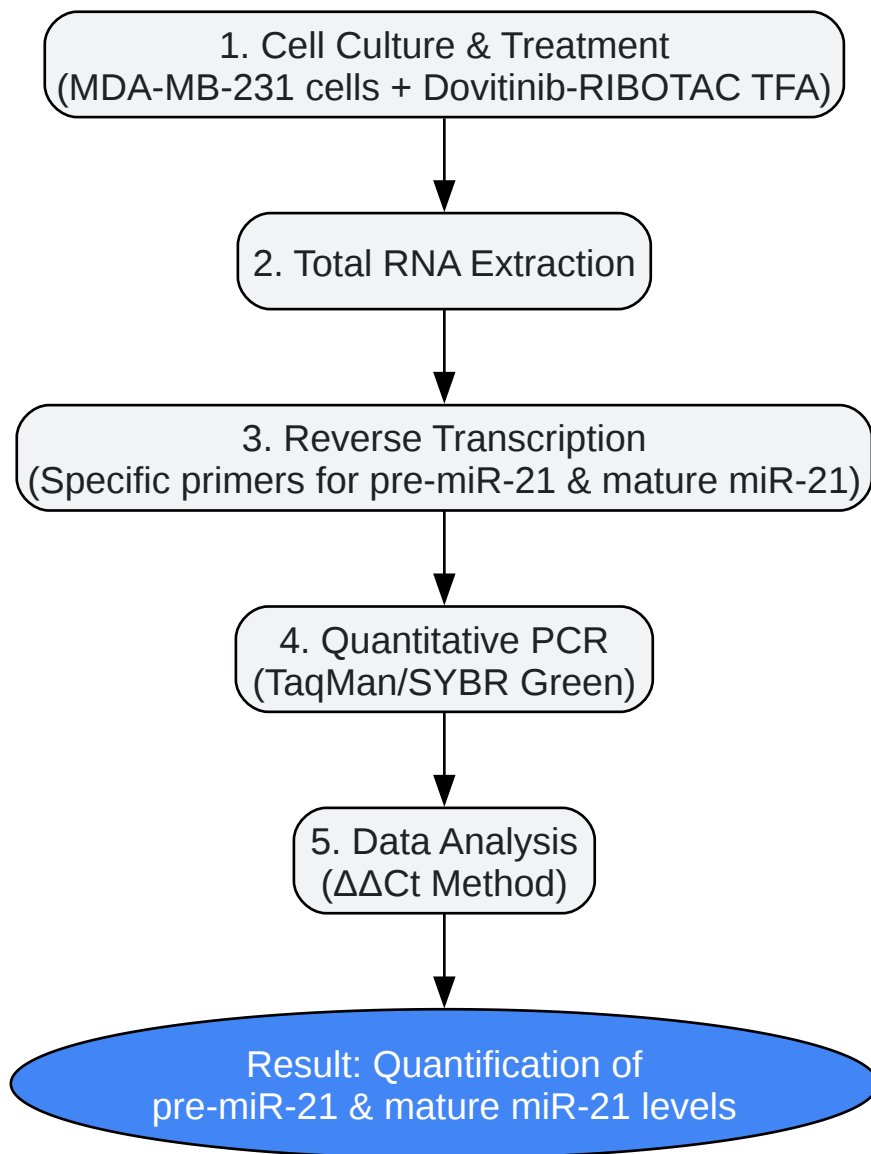 1. Cell Culture & Treatment
(MDA-MB-231 cells + Dovitinib-RIBOTAC TFA)
2. Total RNA Extraction
3. Reverse Transcription
(Specific primers for pre-miR-21 & mature miR-21)
4. Quantitative PCR
(TaqMan/SYBR Green)
5. Data Analysis
(ΔΔCt Method)
Result: Quantification of
pre-miR-21 & mature miR-21 levels